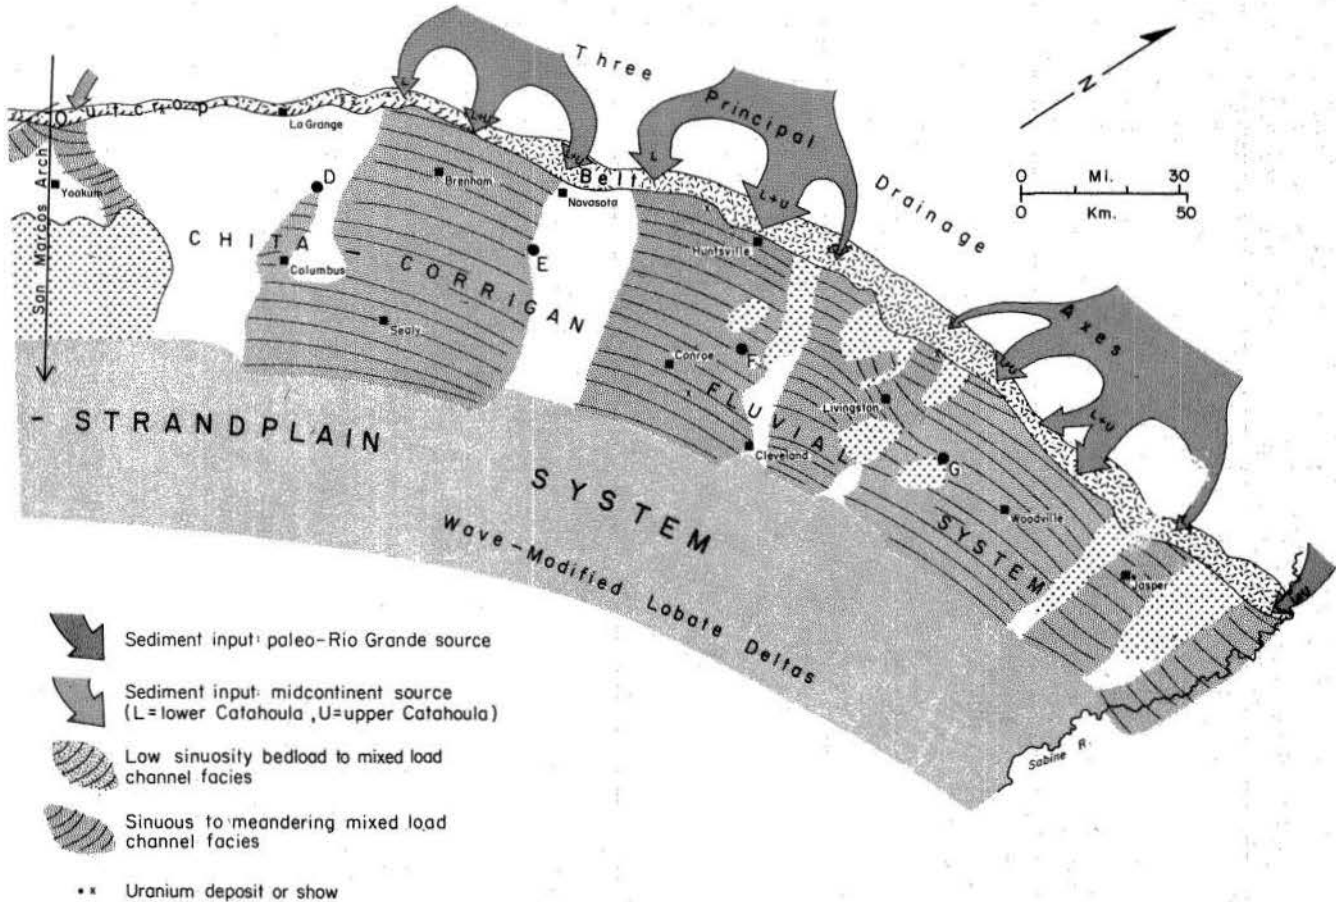 Three
Principal
Drainage
Axes
N
0 Mi. 30
0 Km. 50
Outcrop
Belt
San Marcos Arch
L
L+U
L
L+U
L+U
La Grange
Yoakum
D
Brenham
Navasota
Huntsville
E
Columbus
Sealy
Conroe
F
Livingston
Cleveland
G
Woodville
Jasper
CHITA - CORRIGAN
FLUVIAL
SYSTEM
- STRANDPLAIN
SYSTEM
Wave-Modified Lobate Deltas
Sabine R.
Sediment input: paleo-Rio Grande source
Sediment input: midcontinent source
(L=lower Catahoula, U=upper Catahoula)
Low sinuosity bedload to mixed load
channel facies
Sinuous to meandering mixed load
channel facies
Uranium deposit or show